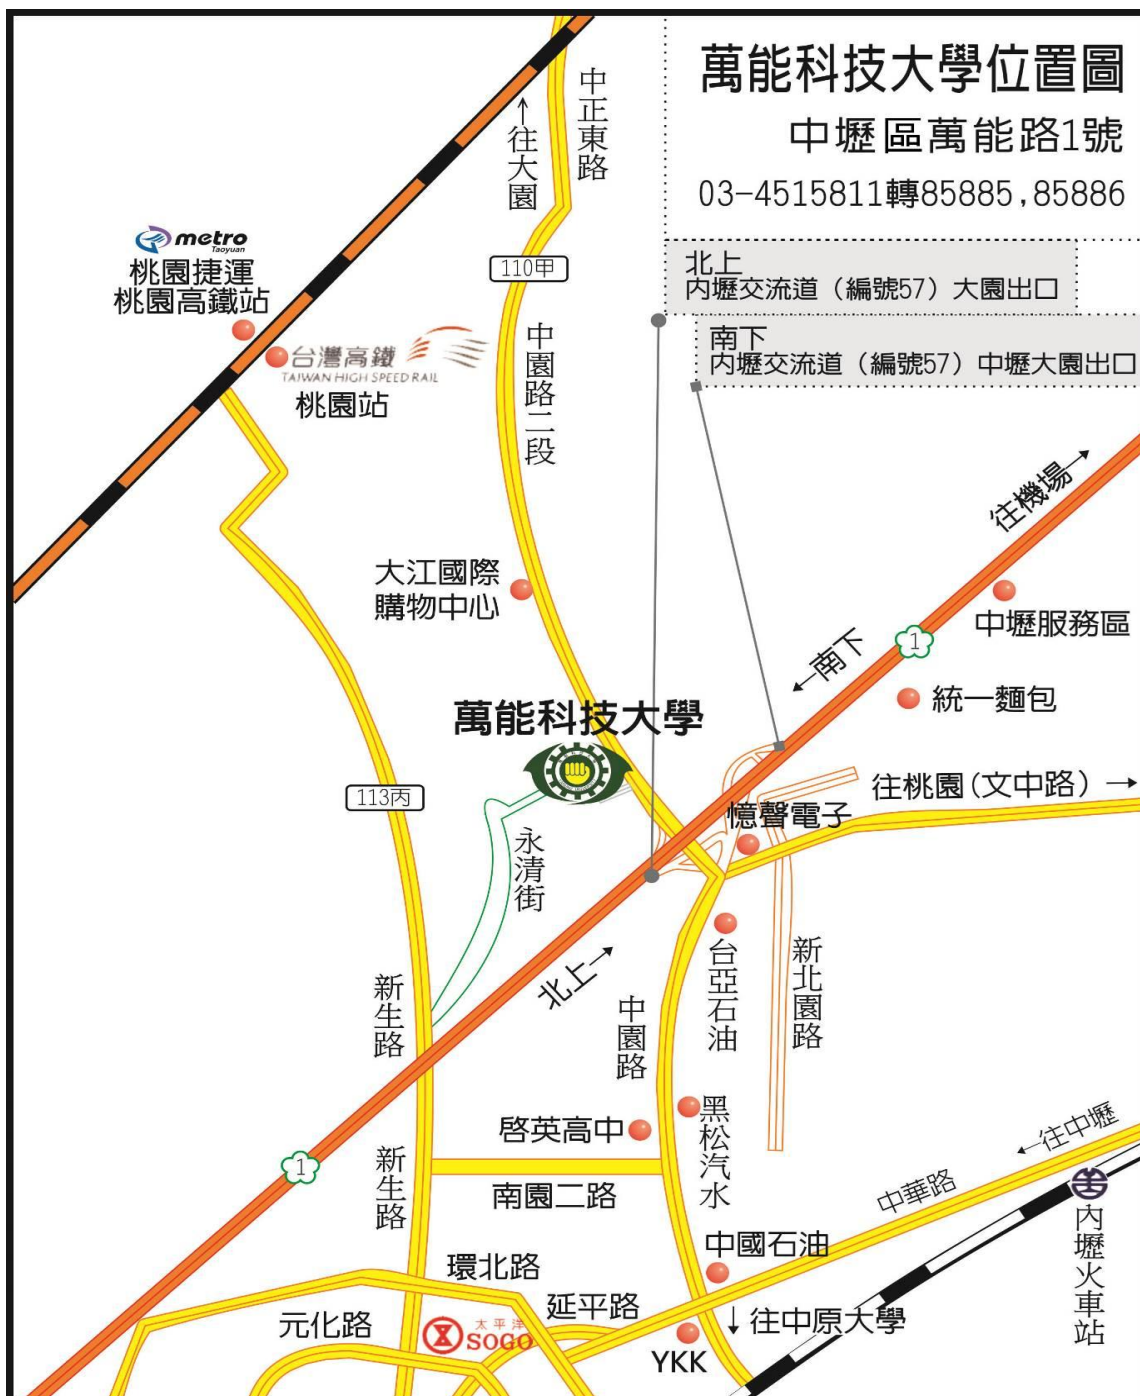 萬能科技大學位置圖
中壢區萬能路1號
03-4515811轉85885,85886
北上
內壢交流道（編號57）大園出口
南下
內壢交流道（編號57）中壢大園出口
中正東路
←往大園
metro
Taoyuan
桃園捷運
桃園高鐵站
110甲
台灣高鐵
TAIWAN HIGH SPEED RAIL
桃園站
中園路二段
往機場→
大江國際
購物中心
中壢服務區
1
←南下
統一麵包
萬能科技大學
113丙
往桃園(文中路) →
憶聲電子
永清街
北上→
台亞石油
新北園路
新生路
中園路
黑松汽水
啓英高中
1
新生路
南園二路
←往中壢
中華路
內壢火車站
中國石油
環北路
延平路
元化路
太平洋
SOGO
↓往中原大學
YKK